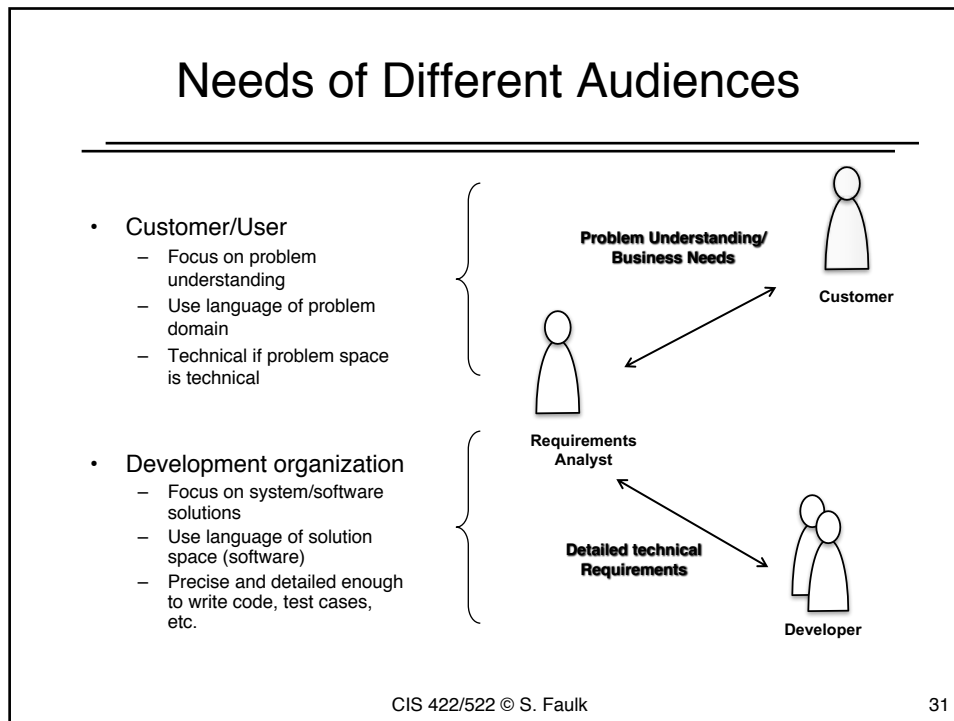 Needs of Different Audiences
• Customer/User
– Focus on problem
understanding
– Use language of problem
domain
– Technical if problem space
is technical
• Development organization
– Focus on system/software
solutions
– Use language of solution
space (software)
– Precise and detailed enough
to write code, test cases,
etc.
Problem Understanding/
Business Needs
Customer
Requirements
Analyst
Detailed technical
Requirements
Developer
CIS 422/522 © S. Faulk
31